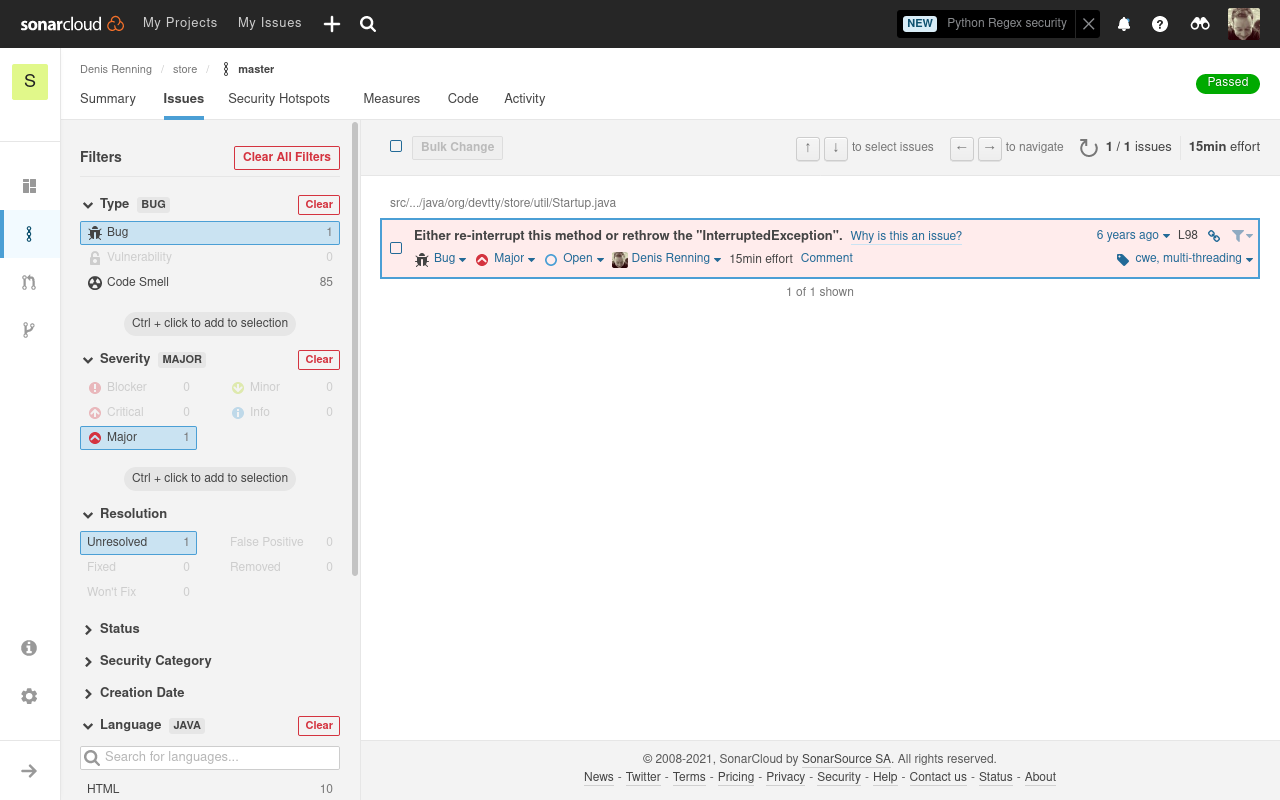 sonarcloud My Projects My Issues NEW Python Regex security
S
Denis Renning / store / master
Passed
Summary Issues Security Hotspots Measures Code Activity
Filters Clear All Filters
Type BUG Clear
Bug 1
Vulnerability 0
Code Smell 85
Ctrl + click to add to selection
Severity MAJOR Clear
Blocker 0 Minor 0
Critical 0 Info 0
Major 1
Ctrl + click to add to selection
Resolution
Unresolved 1 False Positive 0
Fixed 0 Removed 0
Won't Fix 0
Status
Security Category
Creation Date
Language JAVA Clear
Search for languages...
HTML 10
Bulk Change ↑ ↓ to select issues ← → to navigate 1 / 1 issues 15min effort
src/.../java/org/devtty/store/util/Startup.java
Either re-interrupt this method or rethrow the "InterruptedException". Why is this an issue? 6 years ago L98
Bug Major Open Denis Renning 15min effort Comment cwe, multi-threading
1 of 1 shown
© 2008-2021, SonarCloud by SonarSource SA. All rights reserved.
News - Twitter - Terms - Pricing - Privacy - Security - Help - Contact us - Status - About